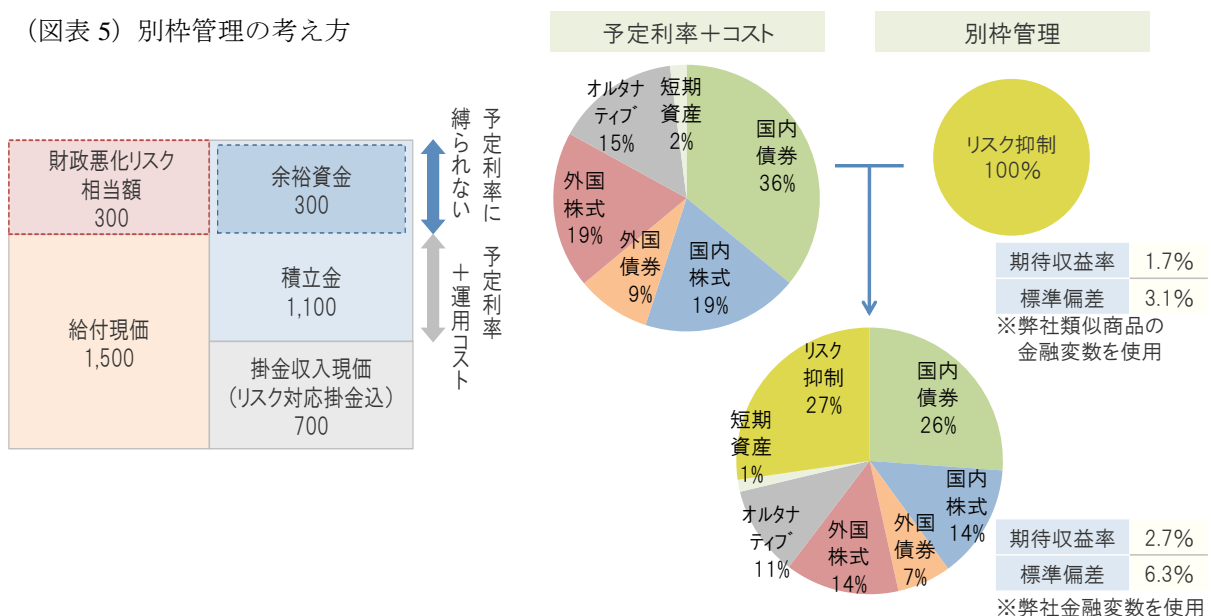 (図表 5) 別枠管理の考え方
財政悪化リスク
相当額
300
給付現価
1,500
余裕資金
300
積立金
1,100
掛金収入現価
(リスク対応掛金込)
700
予定利率に
縛られない
予定利率
+運用コスト
予定利率+コスト
オルタナ
ティブ
15%
短期
資産
2%
国内
債券
36%
外国
株式
19%
外国
債券
9%
国内
株式
19%
別枠管理
リスク抑制
100%
期待収益率 1.7%
標準偏差 3.1%
※弊社類似商品の
金融変数を使用
リスク
抑制
27%
国内
債券
26%
短期
資産
1%
オルタナ
ティブ
11%
外国
株式
14%
外国
債券
7%
国内
株式
14%
期待収益率 2.7%
標準偏差 6.3%
※弊社金融変数を使用